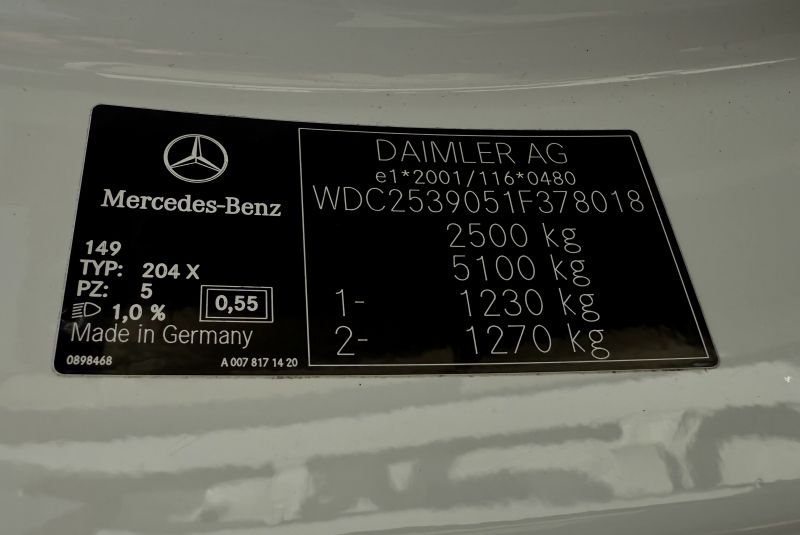 Mercedes-Benz
149
TYP: 204 X
PZ: 5
1,0 %
0,55
Made in Germany
0898468
A 007 817 14 20
DAIMLER AG
e1*2001/116*0480
WDC2539051F378018
2500 kg
5100 kg
1- 1230 kg
2- 1270 kg